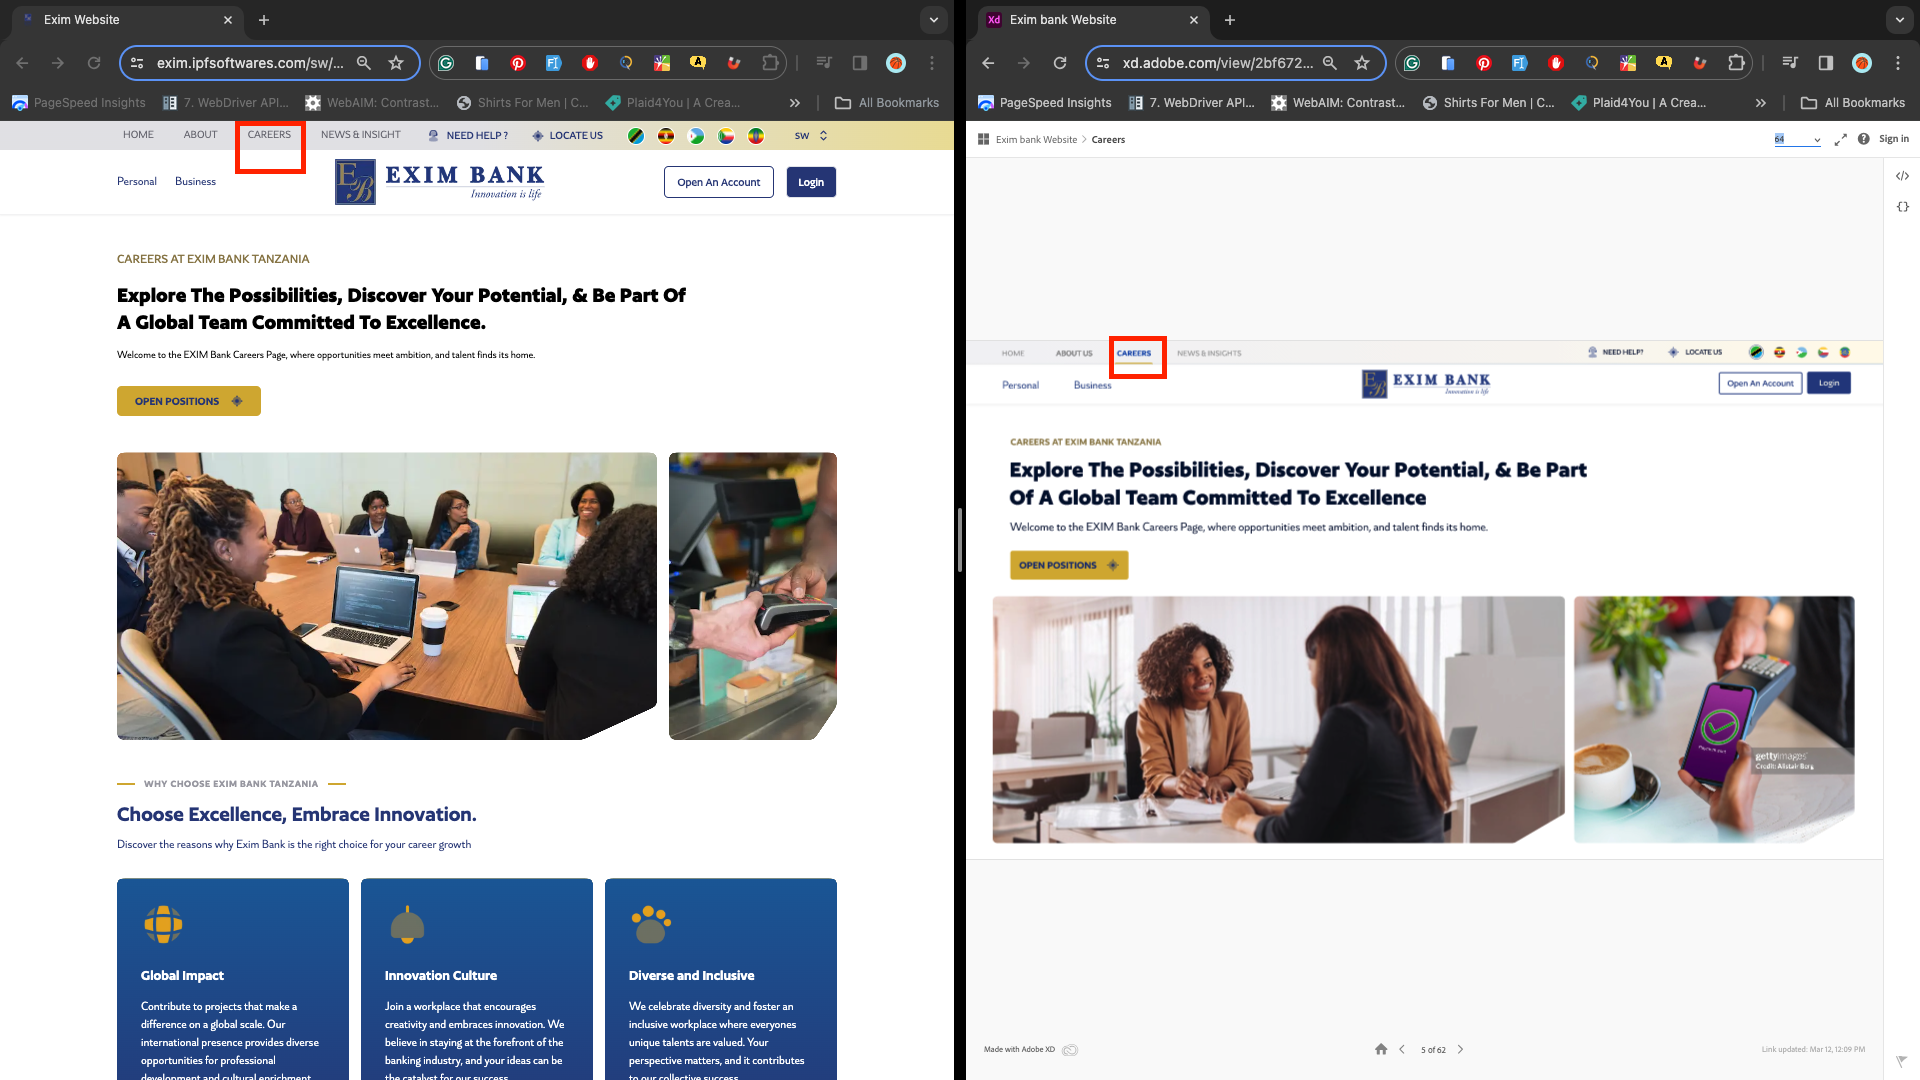 Exim Website
exim.ipfsoftwares.com/sw/...
PageSpeed Insights
7. WebDriver API...
WebAIM: Contrast...
Shirts For Men | C...
Plaid4You | A Crea...
All Bookmarks
HOME
ABOUT
CAREERS
NEWS & INSIGHT
NEED HELP ?
LOCATE US
SW
Personal
Business
EB
EXIM BANK
Innovation is life
Open An Account
Login
CAREERS AT EXIM BANK TANZANIA
Explore The Possibilities, Discover Your Potential, & Be Part Of
A Global Team Committed To Excellence.
Welcome to the EXIM Bank Careers Page, where opportunities meet ambition, and talent finds its home.
OPEN POSITIONS
WHY CHOOSE EXIM BANK TANZANIA
Choose Excellence, Embrace Innovation.
Discover the reasons why Exim Bank is the right choice for your career growth
Global Impact
Contribute to projects that make a
difference on a global scale. Our
international presence provides diverse
opportunities for professional
development and cultural enrichment
Innovation Culture
Join a workplace that encourages
creativity and embraces innovation. We
believe in staying at the forefront of the
banking industry, and your ideas can be
the catalyst for our success
Diverse and Inclusive
We celebrate diversity and foster an
inclusive workplace where everyones
unique talents are valued. Your
perspective matters, and it contributes
to our collective success
Xd
Exim bank Website
xd.adobe.com/view/2bf672...
PageSpeed Insights
7. WebDriver API...
WebAIM: Contrast...
Shirts For Men | C...
Plaid4You | A Crea...
All Bookmarks
Exim bank Website > Careers
64
Sign in
HOME
ABOUT US
CAREERS
NEWS & INSIGHTS
NEED HELP?
LOCATE US
Personal
Business
EB
EXIM BANK
Innovation is life
Open An Account
Login
CAREERS AT EXIM BANK TANZANIA
Explore The Possibilities, Discover Your Potential, & Be Part
Of A Global Team Committed To Excellence
Welcome to the EXIM Bank Careers Page, where opportunities meet ambition, and talent finds its home.
OPEN POSITIONS
gettyimages
Credit: Alistair Berg
Made with Adobe XD
5 of 62
Link updated: Mar 12, 12:09 PM